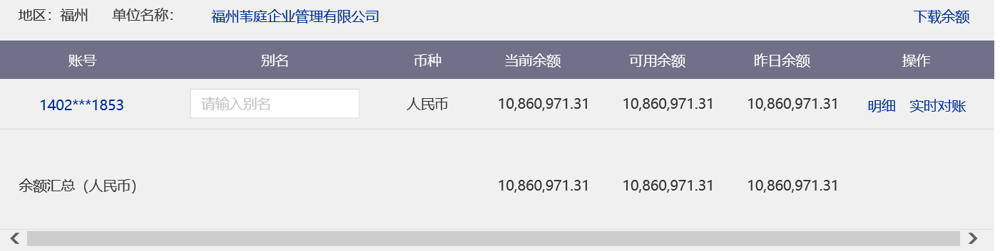 地区：福州 单位名称： 福州苇庭企业管理有限公司 下载余额
账号 别名 币种 当前余额 可用余额 昨日余额 操作
1402***1853 请输入别名 人民币 10,860,971.31 10,860,971.31 10,860,971.31 明细 实时对账
余额汇总（人民币） 10,860,971.31 10,860,971.31 10,860,971.31